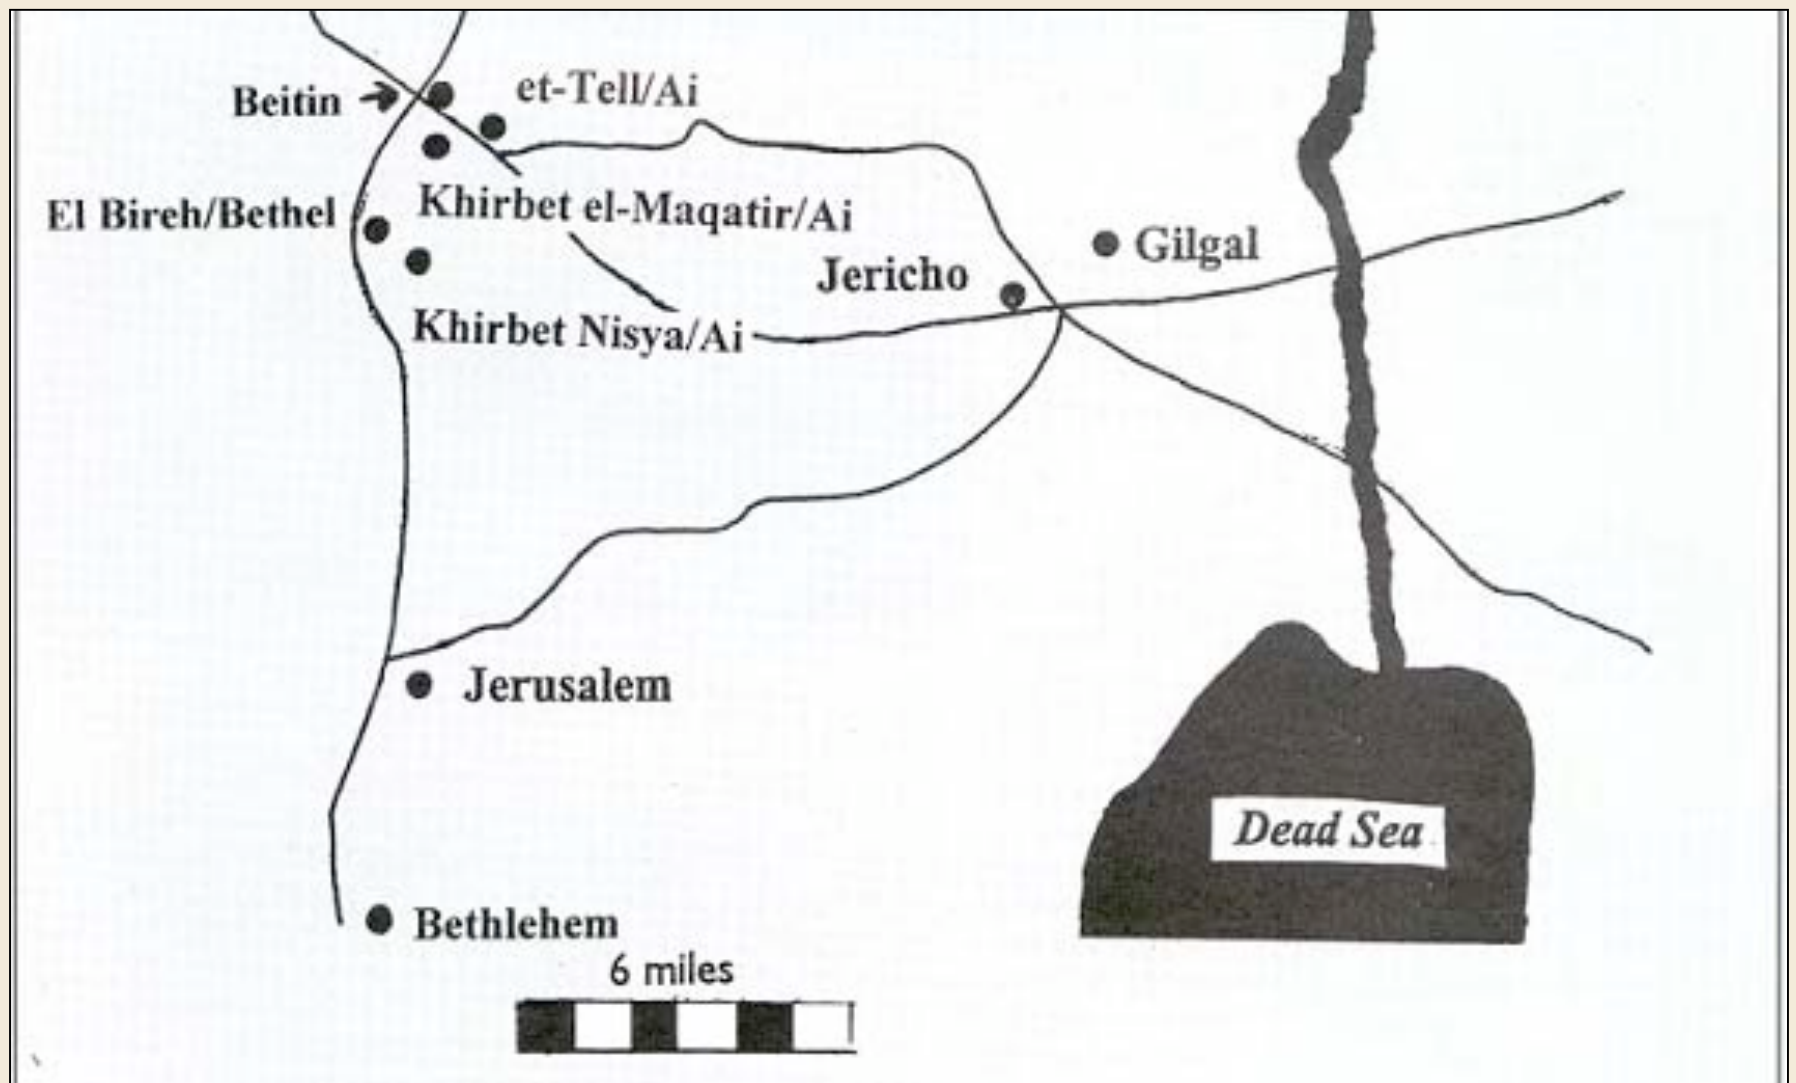 et-Tell/Ai
Beitin
Khirbet el-Maqatir/Ai
El Bireh/Bethel
Gilgal
Jericho
Khirbet Nisya/Ai
Jerusalem
Dead Sea
Bethlehem
6 miles